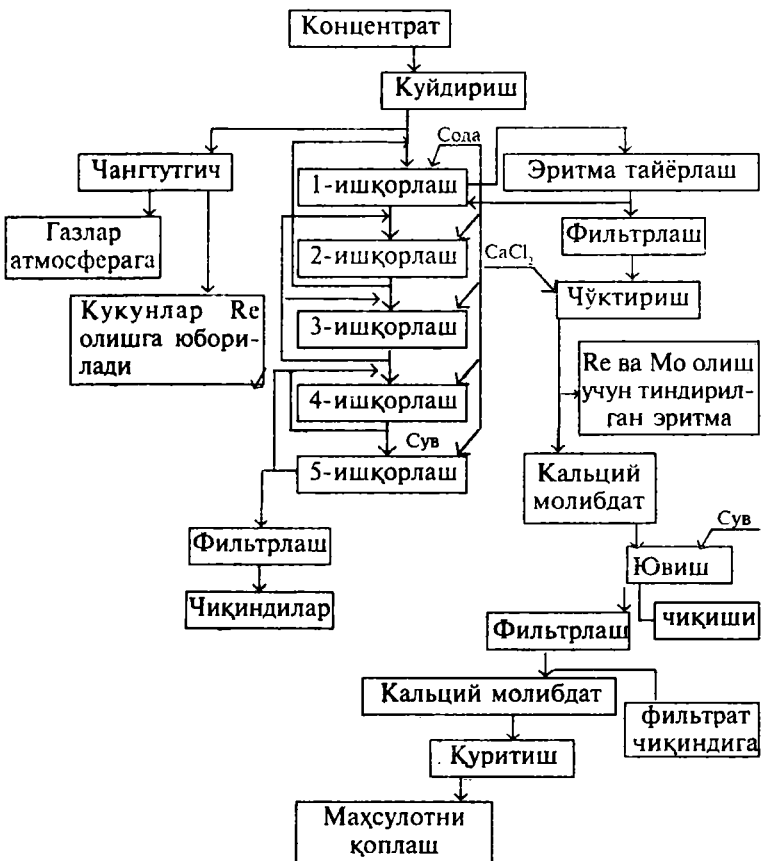 Концентрат
Куйдириш
Сода
Чангтутгич
1-ишқорлаш
Эритма тайёрлаш
Газлар
атмосферага
2-ишқорлаш
Фильтрлаш
CaCl₂
Кукунлар Re
олишга юбори-
лади
3-ишқорлаш
Чўктириш
4-ишқорлаш
Re ва Mo олиш
учун тиндирил-
ган эритма
Сув
5-ишқорлаш
Кальций
молибдат
Фильтрлаш
Сув
Ювиш
Чиқиндилар
чиқиши
Фильтрлаш
Кальций молибдат
фильтрат
чиқиндига
Қуритиш
Маҳсулотни
қоплаш